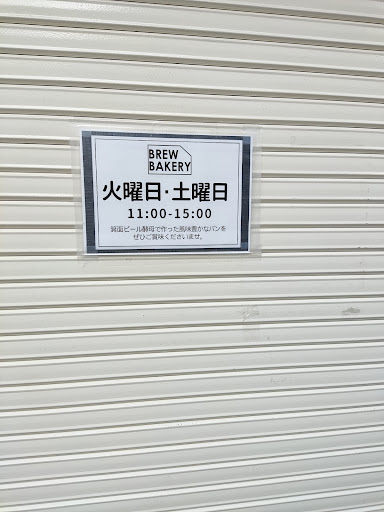 BREW
BAKERY
火曜日･土曜日
11:00-15:00
箕面ビール酵母で作った風味豊かなパンを
ぜひご賞味くださいませ。